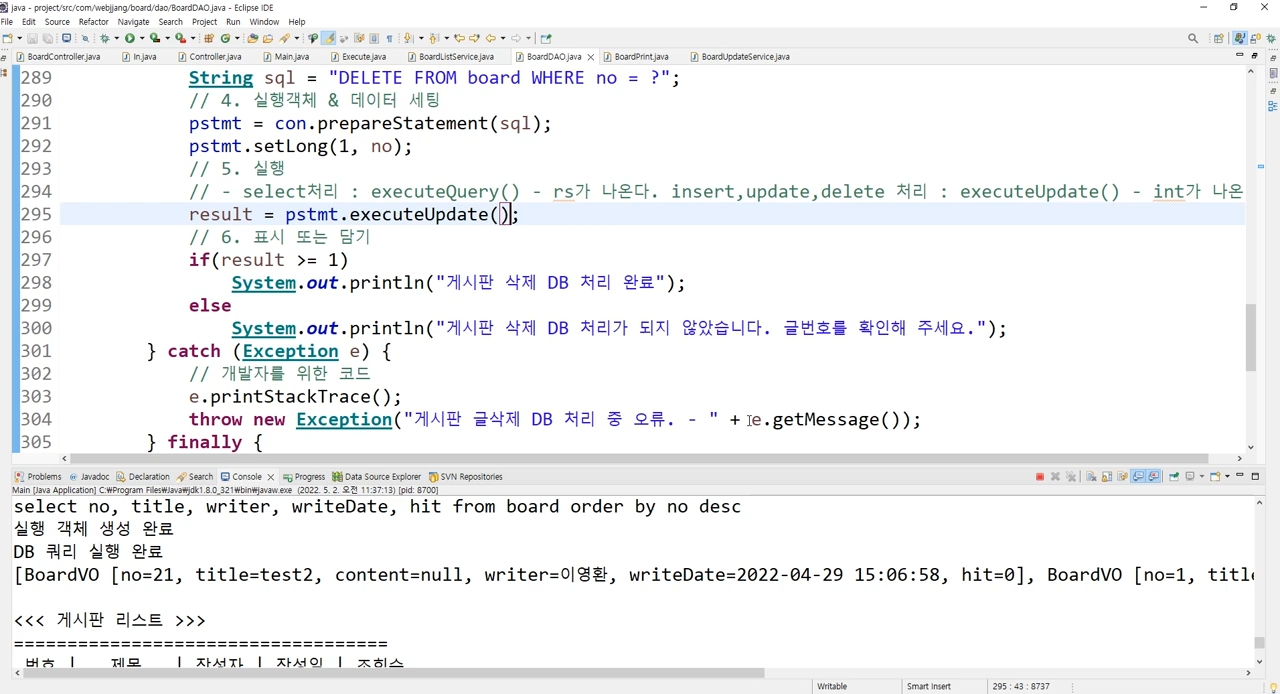 java - project/src/com/webjjang/board/dao/BoardDAO.java - Eclipse IDE
File Edit Source Refactor Navigate Search Project Run Window Help
BoardController.java In.java Controller.java Main.java Execute.java BoardListService.java BoardDAO.java BoardPrint.java BoardUpdateService.java
289 String sql = "DELETE FROM board WHERE no = ?";
290 // 4. 실행객체 & 데이터 세팅
291 pstmt = con.prepareStatement(sql);
292 pstmt.setLong(1, no);
293 // 5. 실행
294 // - select처리 : executeQuery() - rs가 나온다. insert,update,delete 처리 : executeUpdate() - int가 나온
295 result = pstmt.executeUpdate();
296 // 6. 표시 또는 담기
297 if(result >= 1)
298 System.out.println("게시판 삭제 DB 처리 완료");
299 else
300 System.out.println("게시판 삭제 DB 처리가 되지 않았습니다. 글번호를 확인해 주세요.");
301 } catch (Exception e) {
302 // 개발자를 위한 코드
303 e.printStackTrace();
304 throw new Exception("게시판 글삭제 DB 처리 중 오류. - " + e.getMessage());
305 } finally {
Problems Javadoc Declaration Search Console Progress Data Source Explorer SVN Repositories
Main [Java Application] C:₩Program Files₩Java₩jdk1.8.0_321₩bin₩javaw.exe (2022. 5. 2. 오전 11:37:13) [pid: 8700]
select no, title, writer, writeDate, hit from board order by no desc
실행 객체 생성 완료
DB 쿼리 실행 완료
[BoardVO [no=21, title=test2, content=null, writer=이영환, writeDate=2022-04-29 15:06:58, hit=0], BoardVO [no=1, title
<<< 게시판 리스트 >>>
==================================
번호 | 제목 | 작성자 | 작성일 | 조회수
Writable Smart Insert 295 : 43 : 8737